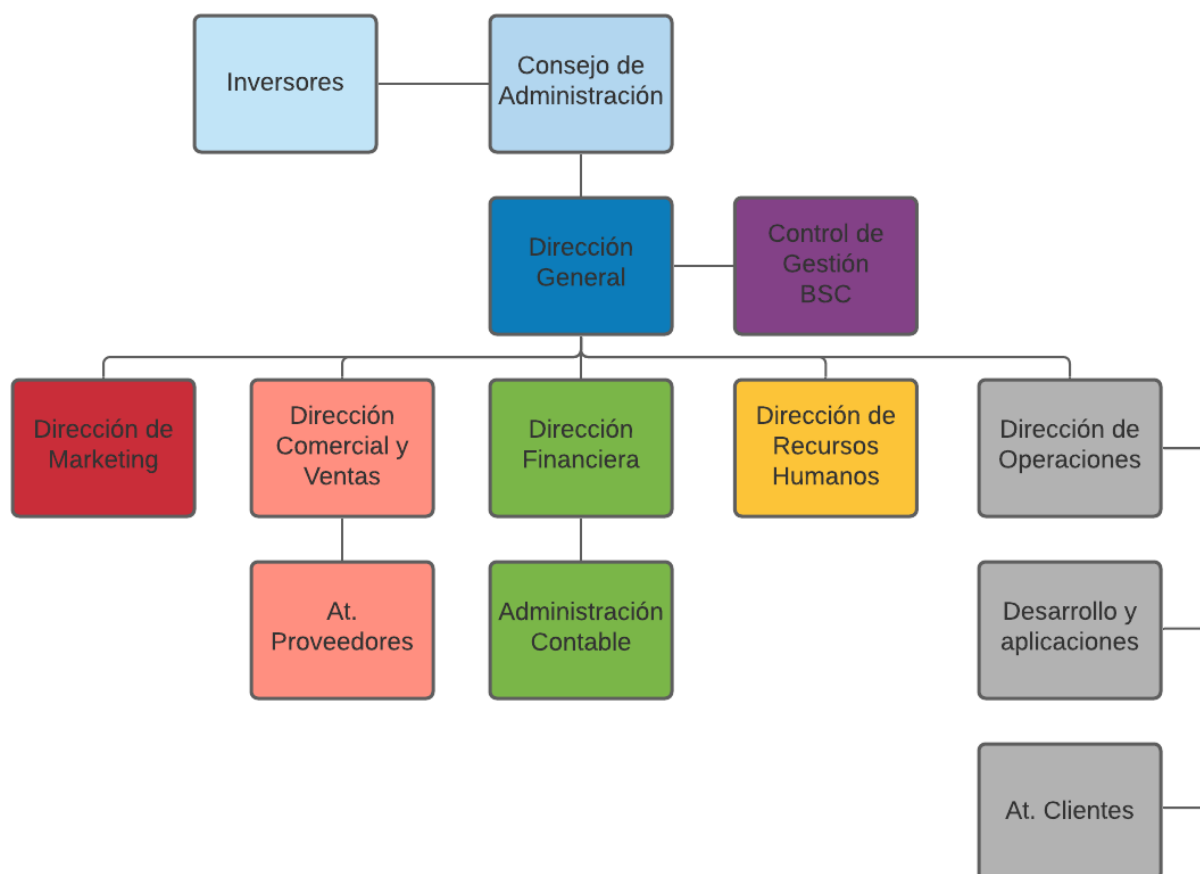 Inversores
Consejo de
Administración
Dirección
General
Control de
Gestión
BSC
Dirección de
Marketing
Dirección
Comercial y
Ventas
Dirección
Financiera
Dirección de
Recursos
Humanos
Dirección de
Operaciones
At.
Proveedores
Administración
Contable
Desarrollo y
aplicaciones
At. Clientes